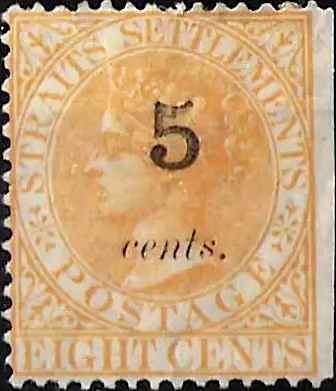 STRAITS SETTLEMENTS
5
cents.
POSTAGE
EIGHT CENTS